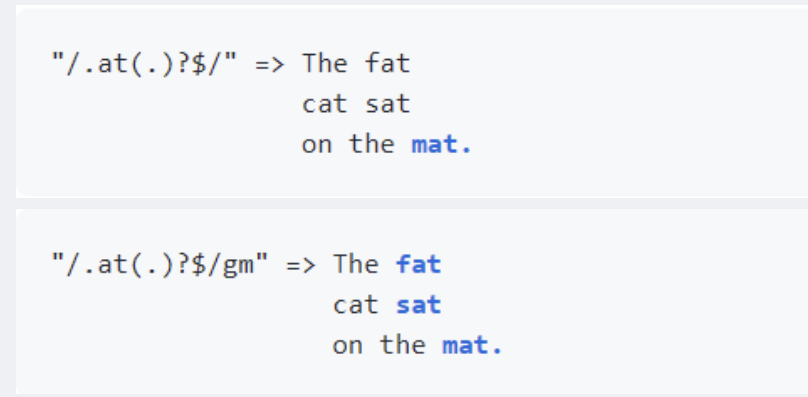 "/.at(.)?$/" => The fat
cat sat
on the mat.
"/.at(.)?$/gm" => The fat
cat sat
on the mat.